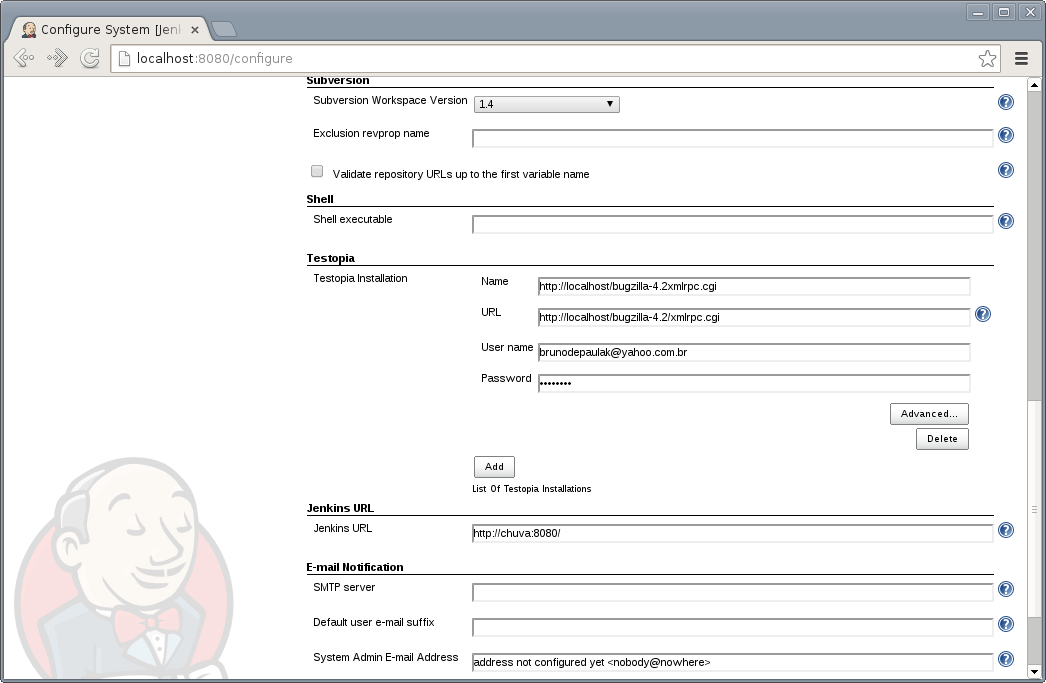 Configure System [Jen
localhost:8080/configure
Subversion
Subversion Workspace Version 1.4
Exclusion revprop name
Validate repository URLs up to the first variable name
Shell
Shell executable
Testopia
Testopia Installation
Name http://localhost/bugzilla-4.2xmlrpc.cgi
URL http://localhost/bugzilla-4.2/xmlrpc.cgi
User name brunodepaulak@yahoo.com.br
Password ••••••••
Advanced...
Delete
Add
List Of Testopia Installations
Jenkins URL
Jenkins URL http://chuva:8080/
E-mail Notification
SMTP server
Default user e-mail suffix
System Admin E-mail Address address not configured yet <nobody@nowhere>